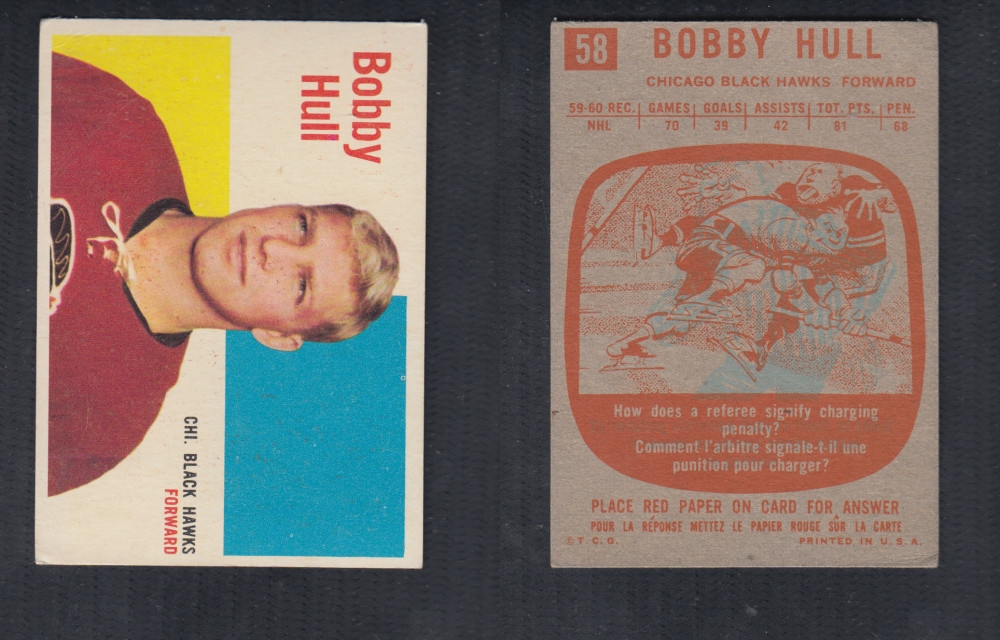 Bobby
Hull
CHI. BLACK HAWKS
FORWARD
58
BOBBY HULL
CHICAGO BLACK HAWKS FORWARD
59-60 REC. GAMES GOALS ASSISTS TOT. PTS. PEN.
NHL 70 39 42 81 68
How does a referee signify charging
penalty?
Comment l'arbitre signale-t-il une
punition pour charger?
PLACE RED PAPER ON CARD FOR ANSWER
POUR LA RÉPONSE METTEZ LE PAPIER ROUGE SUR LA CARTE
©T.C.G. PRINTED IN U.S.A.